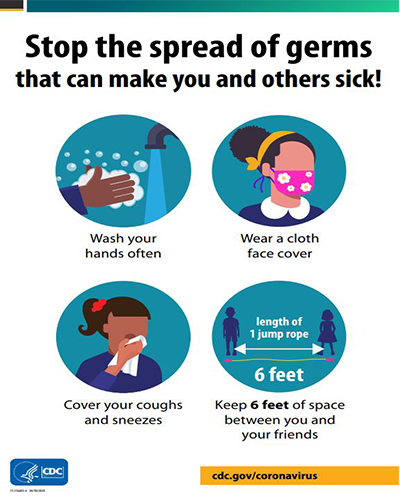 Stop the spread of germs
that can make you and others sick!
Wash your
hands often
Wear a cloth
face cover
Cover your coughs
and sneezes
length of
1 jump rope
6 feet
Keep 6 feet of space
between you and
your friends
CDC
cdc.gov/coronavirus